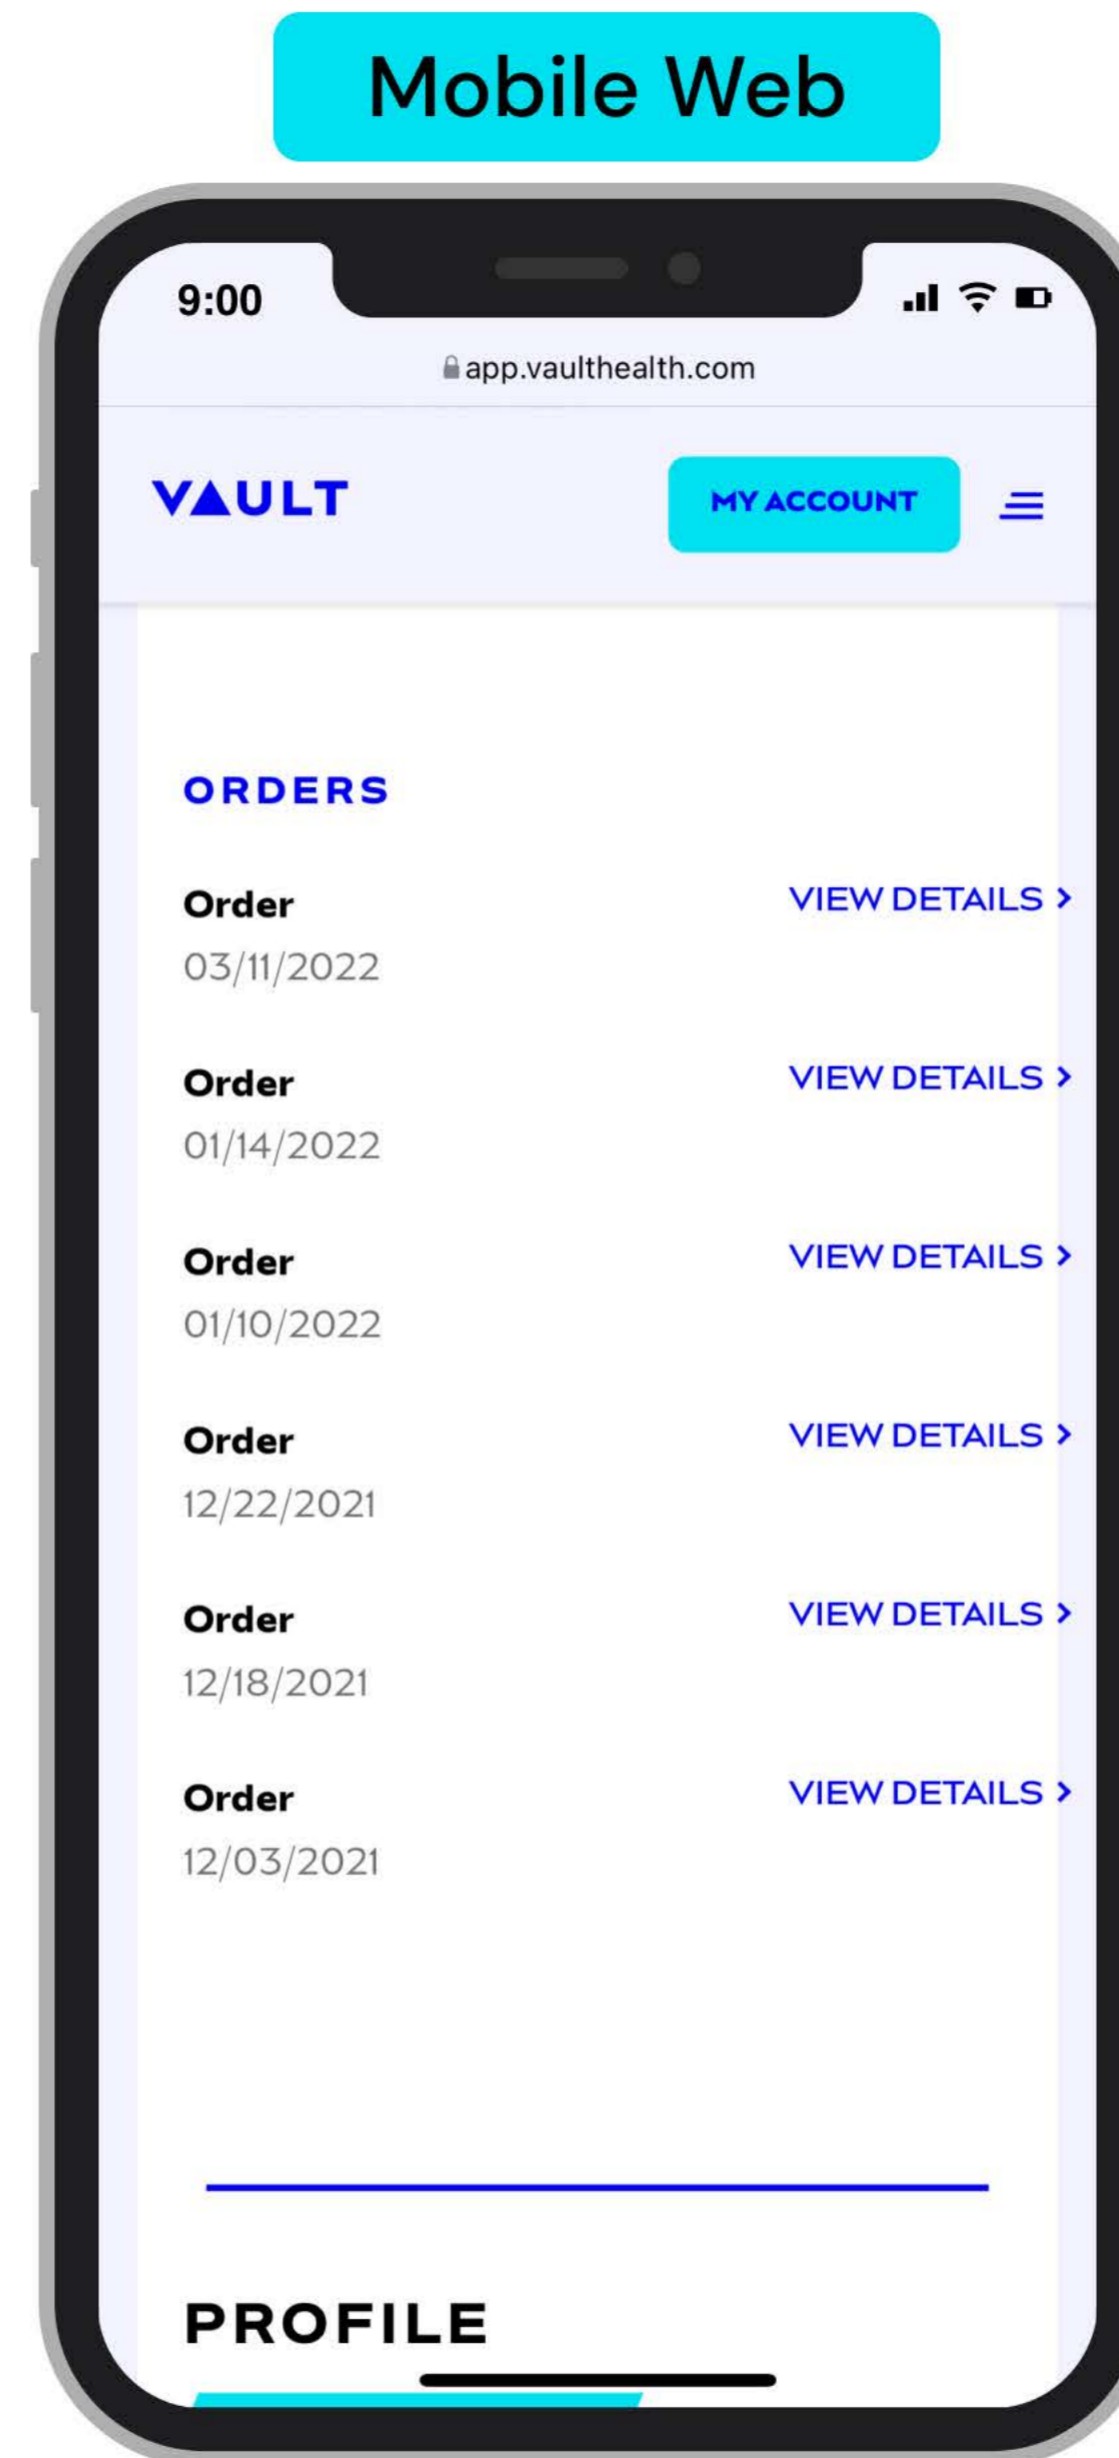 Mobile Web
9:00
app.vaulthealth.com
VAULT
MY ACCOUNT
ORDERS
Order
VIEW DETAILS >
03/11/2022
Order
VIEW DETAILS >
01/14/2022
Order
VIEW DETAILS >
01/10/2022
Order
VIEW DETAILS >
12/22/2021
Order
VIEW DETAILS >
12/18/2021
Order
VIEW DETAILS >
12/03/2021
PROFILE